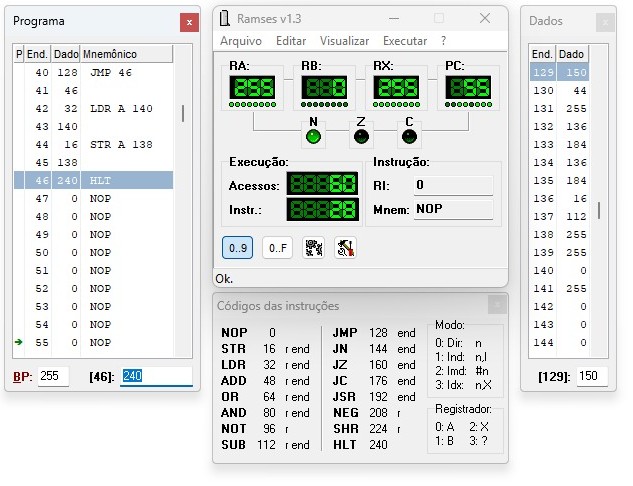 Programa x
P End. Dado Mnemônico
40 128 JMP 46
41 46
42 32 LDR A 140
43 140
44 16 STR A 138
45 138
46 240 HLT
47 0 NOP
48 0 NOP
49 0 NOP
50 0 NOP
51 0 NOP
52 0 NOP
53 0 NOP
54 0 NOP
55 0 NOP
BP: 255 [46]: 240
Ramses v1.3
Arquivo Editar Visualizar Executar ?
RA: RB: RX: PC:
255 0 255 55
N Z C
Execução: Instrução:
Acessos: 60 RI: 0
Instr.: 28 Mnem: NOP
0..9 0..F
Ok.
Códigos das instruções
NOP 0 JMP 128 end
STR 16 r end JN 144 end
LDR 32 r end JZ 160 end
ADD 48 r end JC 176 end
OR 64 r end JSR 192 end
AND 80 r end NEG 208 r
NOT 96 r SHR 224 r
SUB 112 r end HLT 240
Modo:
0: Dir: n
1: Ind: n,I
2: Imd: #n
3: Idx: n,X
Registrador:
0: A 2: X
1: B 3: ?
Dados x
End. Dado
129 150
130 44
131 255
132 136
133 184
134 136
135 184
136 16
137 112
138 255
139 255
140 0
141 255
142 0
143 0
144 0
[129]: 150